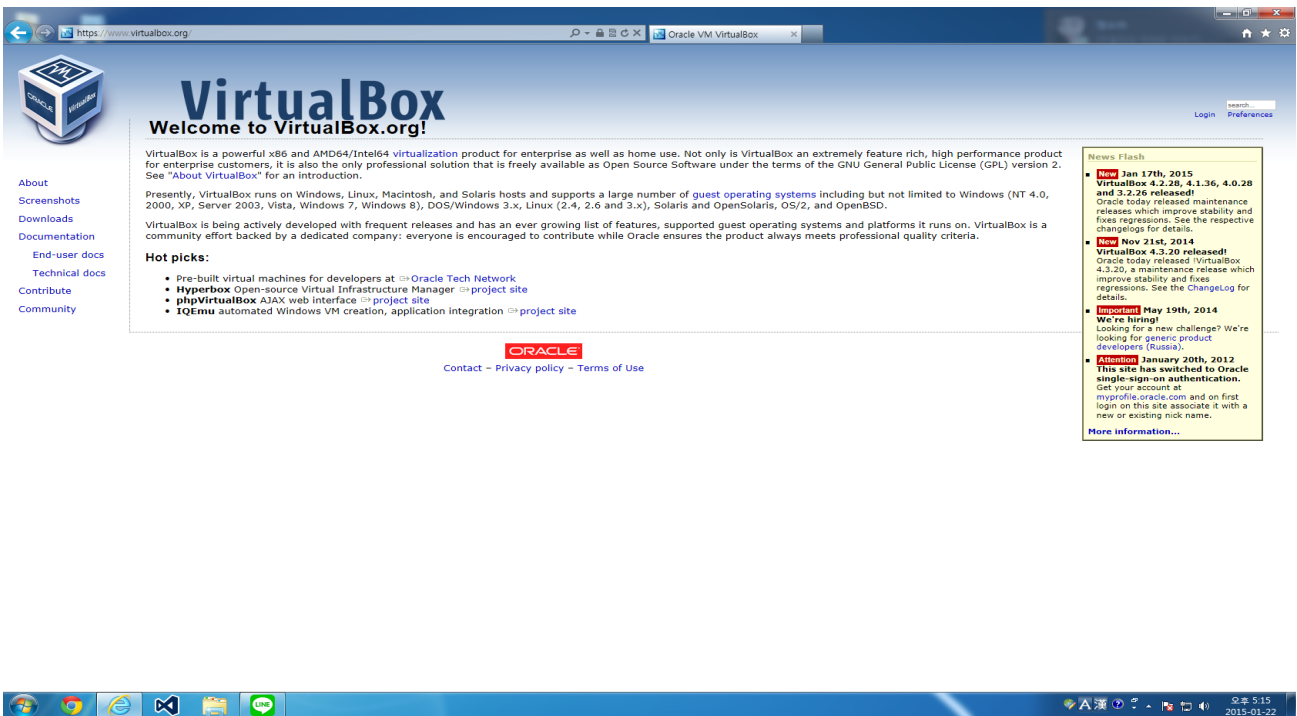 https://www.virtualbox.org/
Oracle VM VirtualBox
VirtualBox
ORACLE
VirtualBox
search...
Login Preferences
Welcome to VirtualBox.org!
VirtualBox is a powerful x86 and AMD64/Intel64 virtualization product for enterprise as well as home use. Not only is VirtualBox an extremely feature rich, high performance product
for enterprise customers, it is also the only professional solution that is freely available as Open Source Software under the terms of the GNU General Public License (GPL) version 2.
See "About VirtualBox" for an introduction.
Presently, VirtualBox runs on Windows, Linux, Macintosh, and Solaris hosts and supports a large number of guest operating systems including but not limited to Windows (NT 4.0,
2000, XP, Server 2003, Vista, Windows 7, Windows 8), DOS/Windows 3.x, Linux (2.4, 2.6 and 3.x), Solaris and OpenSolaris, OS/2, and OpenBSD.
VirtualBox is being actively developed with frequent releases and has an ever growing list of features, supported guest operating systems and platforms it runs on. VirtualBox is a
community effort backed by a dedicated company: everyone is encouraged to contribute while Oracle ensures the product always meets professional quality criteria.
Hot picks:
• Pre-built virtual machines for developers at Oracle Tech Network
• Hyperbox Open-source Virtual Infrastructure Manager project site
• phpVirtualBox AJAX web interface project site
• IQEmu automated Windows VM creation, application integration project site
About
Screenshots
Downloads
Documentation
End-user docs
Technical docs
Contribute
Community
News Flash
New Jan 17th, 2015
VirtualBox 4.2.28, 4.1.36, 4.0.28
and 3.2.26 released!
Oracle today released maintenance
releases which improve stability and
fixes regressions. See the respective
changelogs for details.
New Nov 21st, 2014
VirtualBox 4.3.20 released!
Oracle today released !VirtualBox
4.3.20, a maintenance release which
improve stability and fixes
regressions. See the ChangeLog for
details.
Important May 19th, 2014
We're hiring!
Looking for a new challenge? We're
looking for generic product
developers (Russia).
Attention January 20th, 2012
This site has switched to Oracle
single-sign-on authentication.
Get your account at
myprofile.oracle.com and on first
login on this site associate it with a
new or existing nick name.
More information...
ORACLE
Contact – Privacy policy – Terms of Use
LINE
A 漢
오후 5:15
2015-01-22